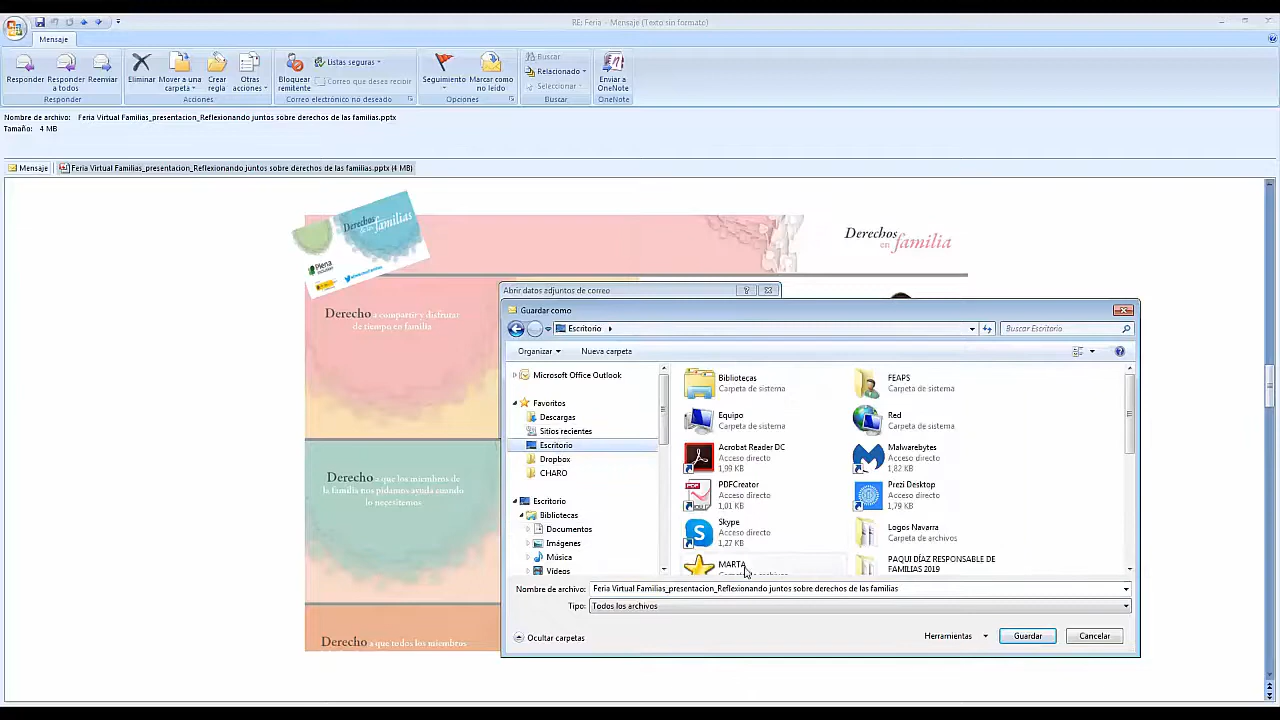 RE: Feria - Mensaje (Texto sin formato)
Mensaje
Responder
Responder a todos
Reenviar
Responder
Eliminar
Mover a una carpeta
Crear regla
Otras acciones
Acciones
Bloquear remitente
Listas seguras
Correo que desea recibir
Correo electrónico no deseado
Seguimiento
Marcar como no leído
Opciones
Buscar
Relacionado
Seleccionar
Buscar
Enviar a OneNote
OneNote
Nombre de archivo: Feria Virtual Familias_presentacion_Reflexionando juntos sobre derechos de las familias.pptx
Tamaño: 4 MB
Mensaje
Feria Virtual Familias_presentacion_Reflexionando juntos sobre derechos de las familias.pptx (4 MB)
Derechos
de las familias
Plena
inclusión
Derechos
en familia
Derecho a compartir y disfrutar
de tiempo en familia
Derecho a que los miembros de
la familia nos pidamos ayuda cuando
lo necesitemos
Derecho a que todos los miembros
Abrir datos adjuntos de correo
Guardar como
Escritorio
Buscar Escritorio
Organizar
Nueva carpeta
Microsoft Office Outlook
Favoritos
Descargas
Sitios recientes
Escritorio
Dropbox
CHARO
Escritorio
Bibliotecas
Documentos
Imágenes
Música
Vídeos
Bibliotecas
Carpeta de sistema
FEAPS
Carpeta de sistema
Equipo
Carpeta de sistema
Red
Carpeta de sistema
Acrobat Reader DC
Acceso directo
1,99 KB
Malwarebytes
Acceso directo
1,82 KB
PDFCreator
Acceso directo
1,01 KB
Prezi Desktop
Acceso directo
1,79 KB
Skype
Acceso directo
1,27 KB
Logos Navarra
Carpeta de archivos
MARTA
Carpeta de archivos
PAQUI DÍAZ RESPONSABLE DE
FAMILIAS 2019
Nombre de archivo: Feria Virtual Familias_presentacion_Reflexionando juntos sobre derechos de las familias
Tipo: Todos los archivos
Ocultar carpetas
Herramientas
Guardar
Cancelar